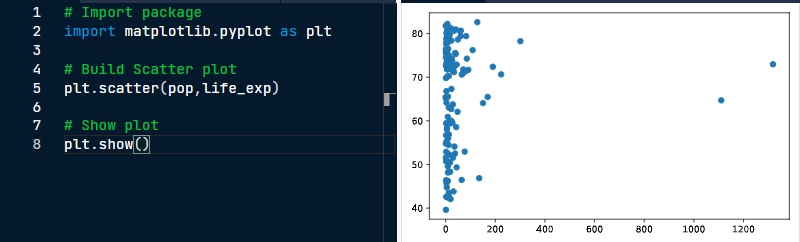 1 # Import package
2 import matplotlib.pyplot as plt
3
4 # Build Scatter plot
5 plt.scatter(pop,life_exp)
6
7 # Show plot
8 plt.show()
80
70
60
50
40
0 200 400 600 800 1000 1200